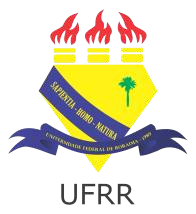 SAPIENTIA - HOMO - NATURA
UNIVERSIDADE FEDERAL DE RORAIMA - 1989
UFRR